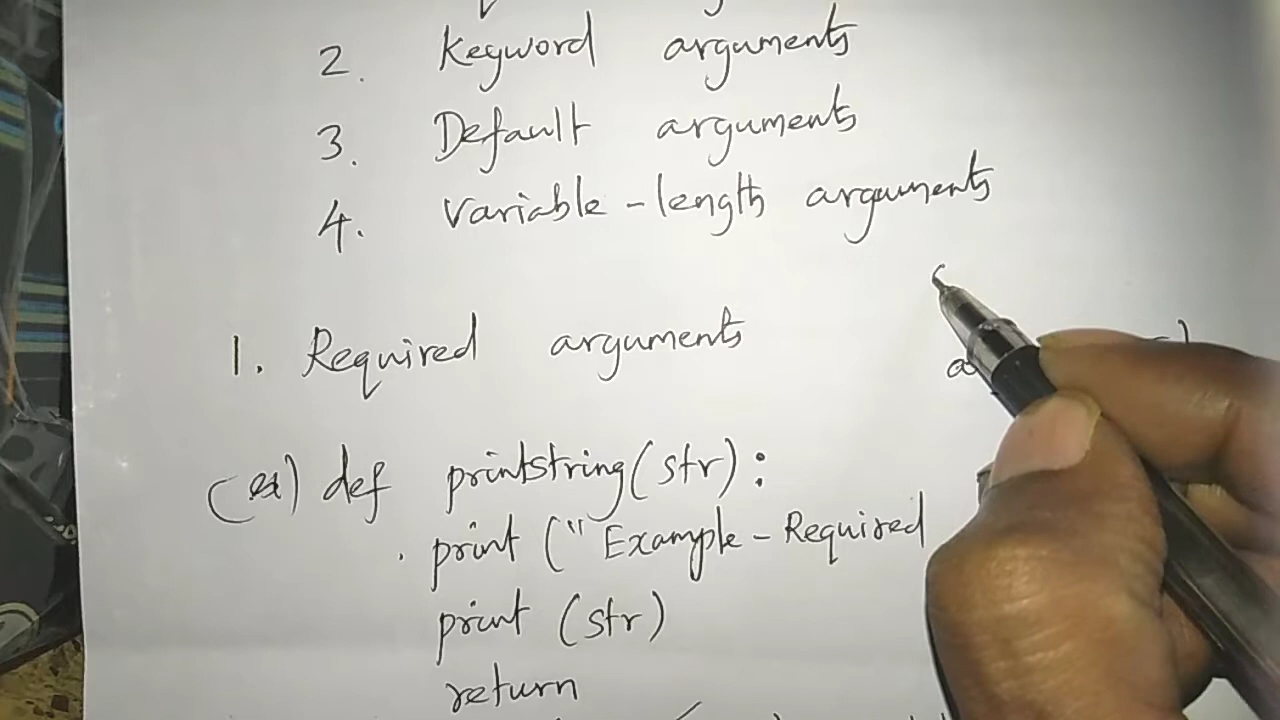 2. Keyword arguments
3. Default arguments
4. Variable-length arguments
1. Required arguments
(ex) def printstring(str):
print ("Example-Required
print (str)
return